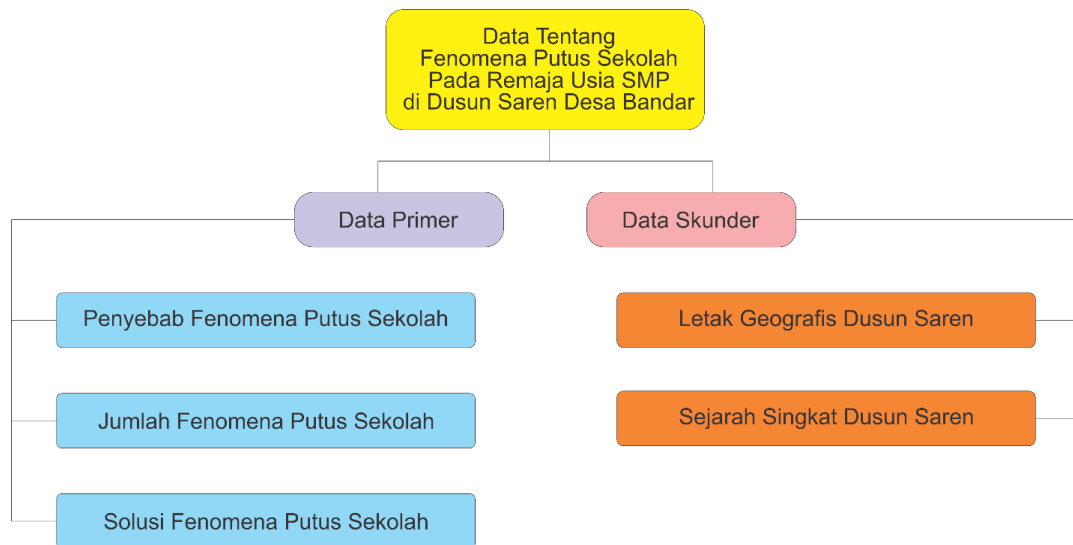 Data Tentang
Fenomena Putus Sekolah
Pada Remaja Usia SMP
di Dusun Saren Desa Bandar
Data Primer
Data Skunder
Penyebab Fenomena Putus Sekolah
Letak Geografis Dusun Saren
Jumlah Fenomena Putus Sekolah
Sejarah Singkat Dusun Saren
Solusi Fenomena Putus Sekolah